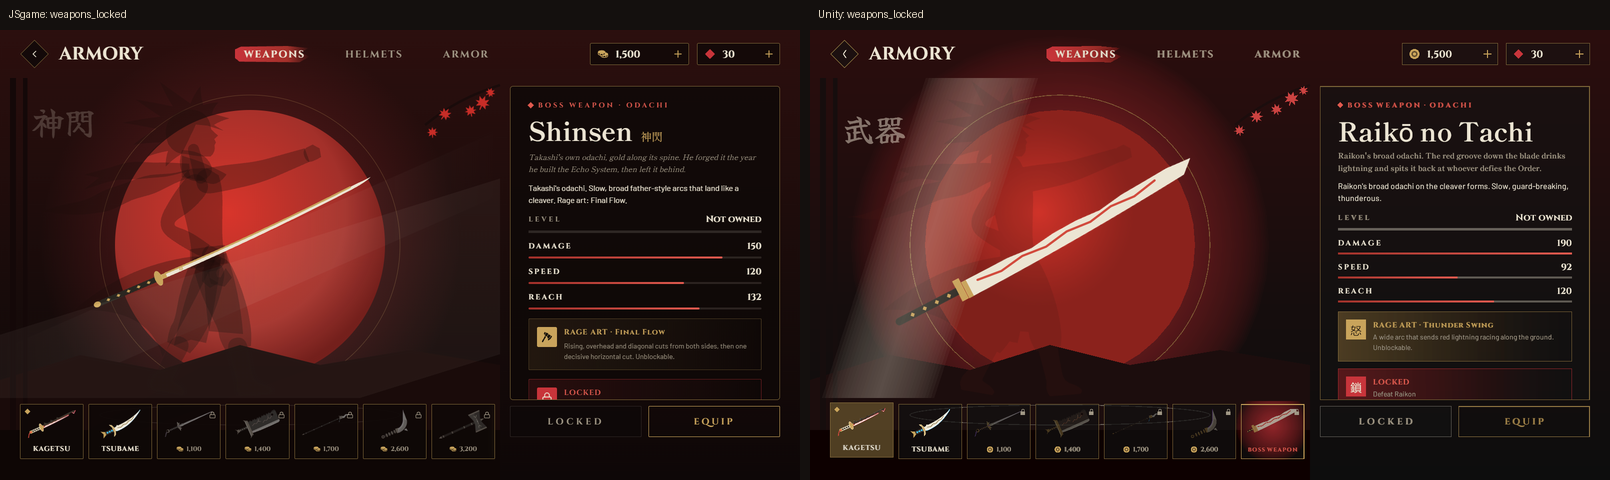 JSgame: weapons_locked
ARMORY
WEAPONS
HELMETS
ARMOR
1,500 +
30 +
神閃
BOSS WEAPON · ODACHI
Shinsen 神閃
Takashi's own odachi, gold along its spine. He forged it the year
he built the Echo System, then left it behind.
Takashi's odachi. Slow, broad father-style arcs that land like a
cleaver. Rage art: Final Flow.
LEVEL NOT OWNED
DAMAGE 150
SPEED 120
REACH 132
RAGE ART · FINAL FLOW
Rising, overhead and diagonal cuts from both sides, then one
decisive horizontal cut. Unblockable.
LOCKED
KAGETSU
TSUBAME
1,100
1,400
1,700
2,600
3,200
LOCKED
EQUIP
Unity: weapons_locked
ARMORY
WEAPONS
HELMETS
ARMOR
1,500 +
30 +
武器
BOSS WEAPON · ODACHI
Raikō no Tachi
Raikon's broad odachi. The red groove down the blade drinks
lightning and spits it back at whoever defies the Order.
Raikon's broad odachi on the cleaver forms. Slow, guard-breaking,
thunderous.
LEVEL NOT OWNED
DAMAGE 190
SPEED 92
REACH 120
RAGE ART · THUNDER SWING
A wide arc that sends red lightning racing along the ground.
Unblockable.
鎖 LOCKED
Defeat Raikon
KAGETSU
TSUBAME
1,100
1,400
1,700
2,600
BOSS WEAPON
LOCKED
EQUIP